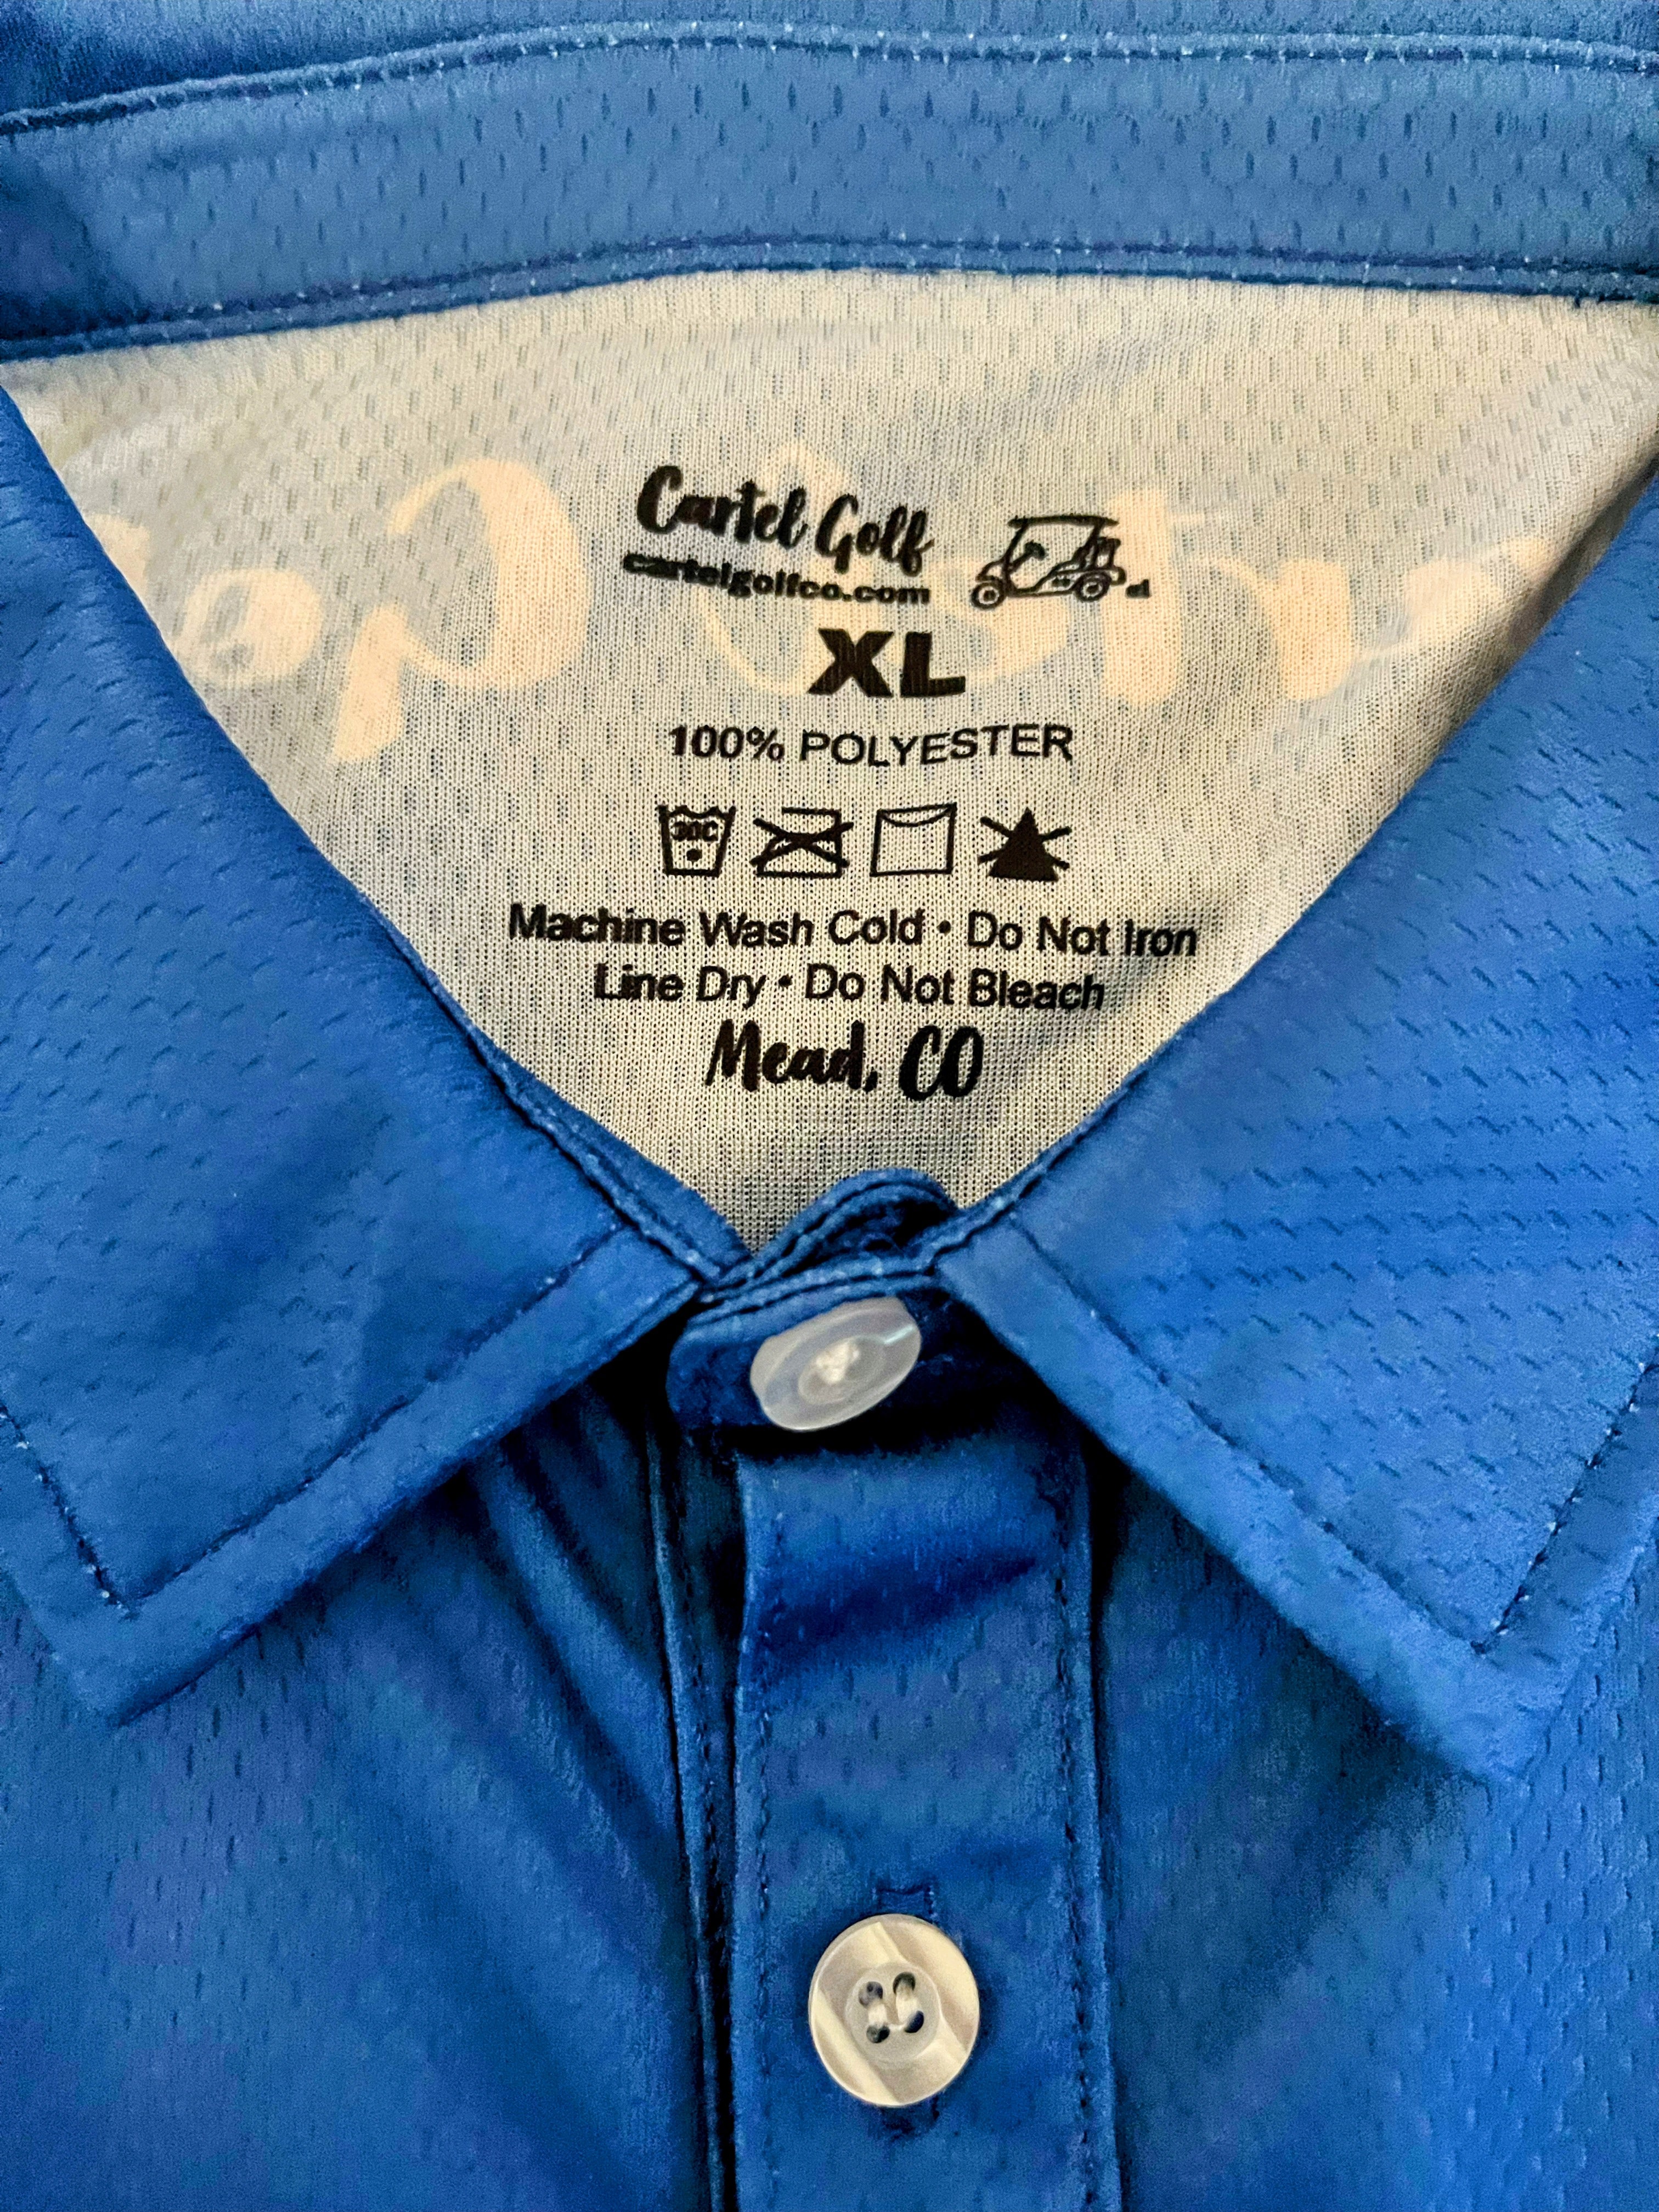 Cartel Golf
cartelgolfco.com
XL
100% POLYESTER
30C
Machine Wash Cold • Do Not Iron
Line Dry • Do Not Bleach
Mead, CO